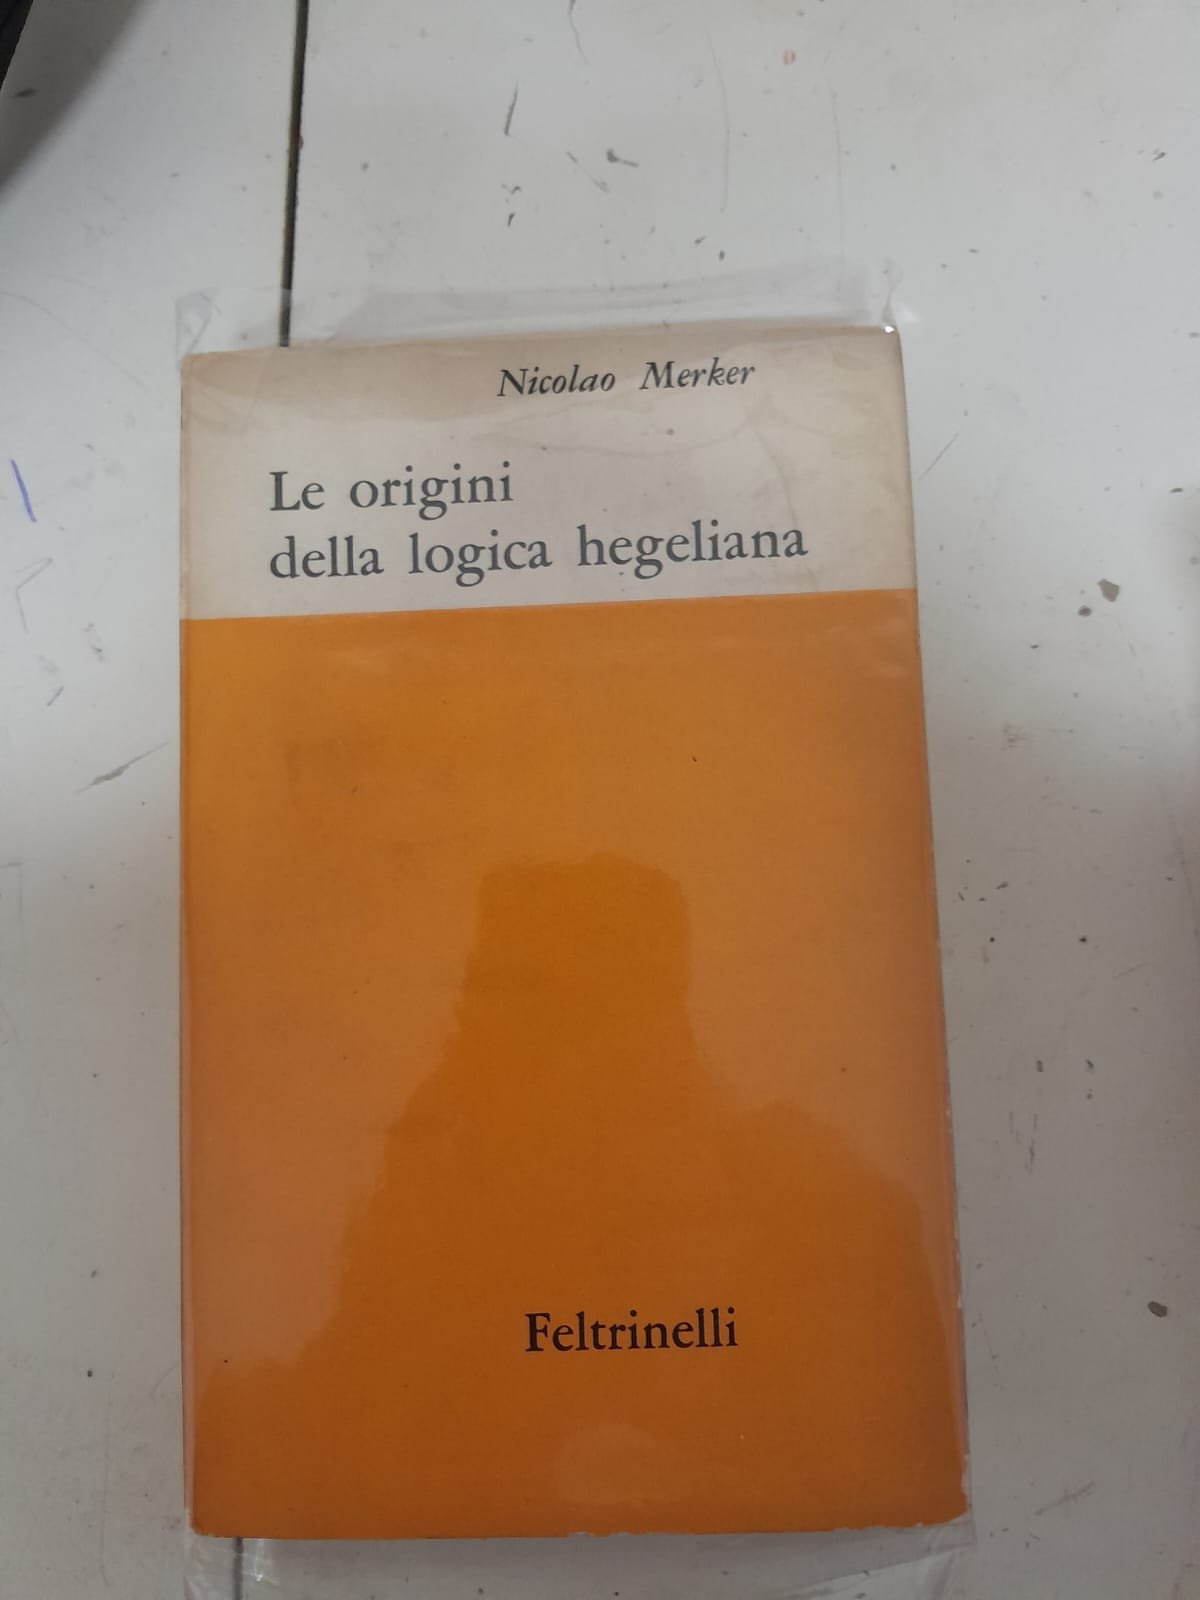 Nicolao Merker
Le origini
della logica hegeliana
Feltrinelli